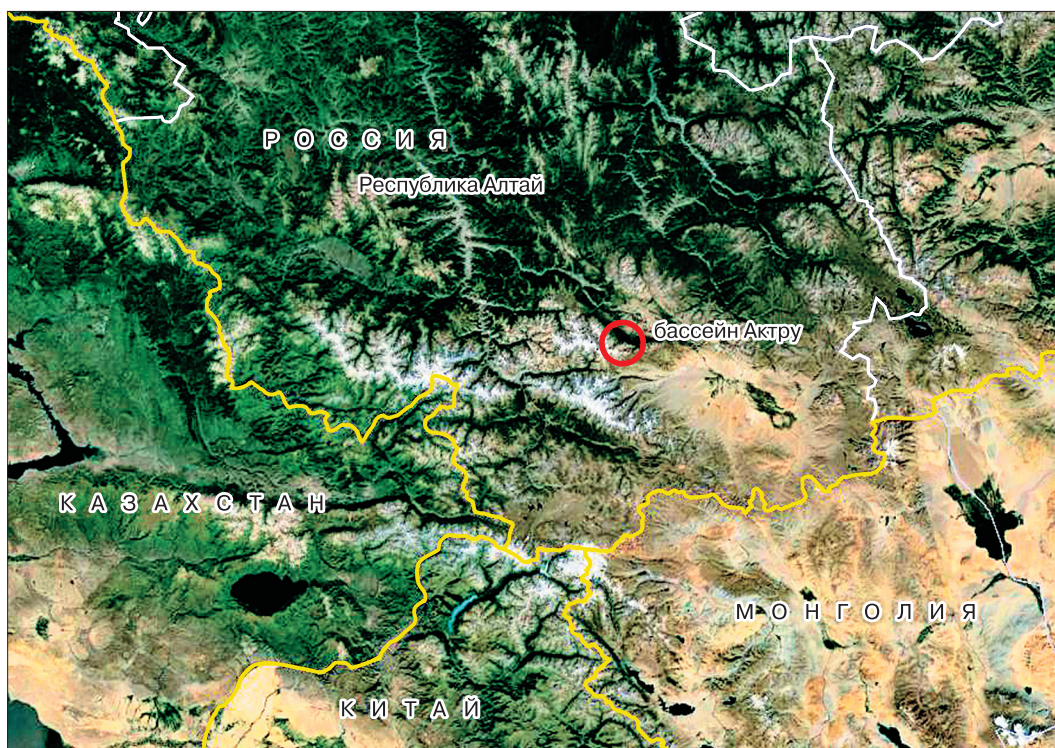 РОССИЯ
Республика Алтай
бассейн Актру
КАЗАХСТАН
МОНГОЛИЯ
КИТАЙ